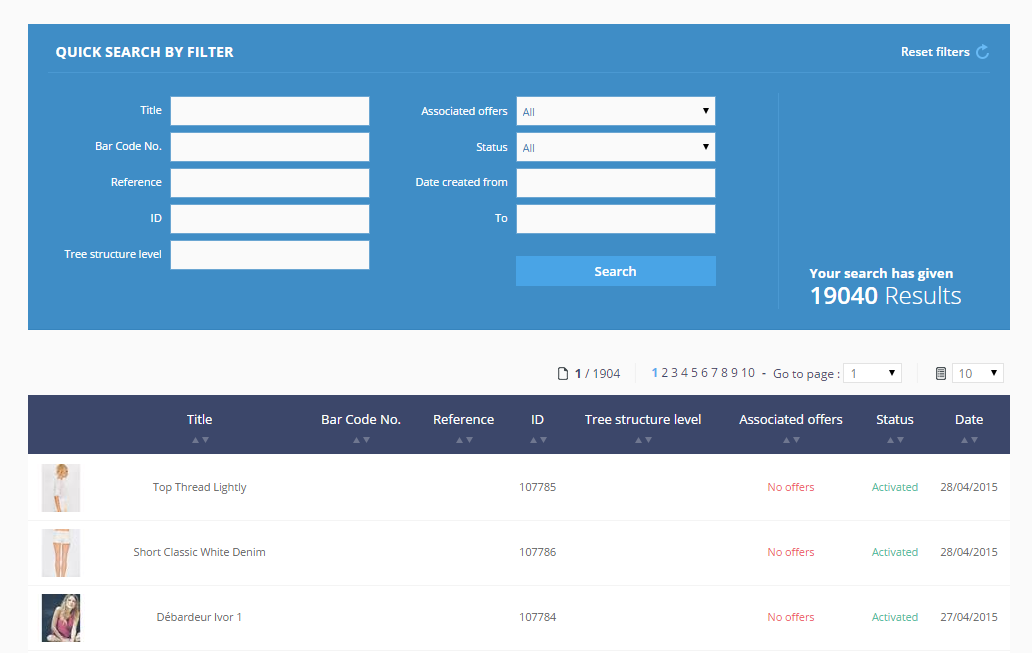 QUICK SEARCH BY FILTER
Reset filters
Title
Associated offers All
Bar Code No.
Status All
Reference
Date created from
ID
To
Tree structure level
Search
Your search has given
19040 Results
1 / 1904 1 2 3 4 5 6 7 8 9 10 - Go to page : 1 10
Title Bar Code No. Reference ID Tree structure level Associated offers Status Date
Top Thread Lightly 107785 No offers Activated 28/04/2015
Short Classic White Denim 107786 No offers Activated 28/04/2015
Débardeur Ivor 1 107784 No offers Activated 27/04/2015